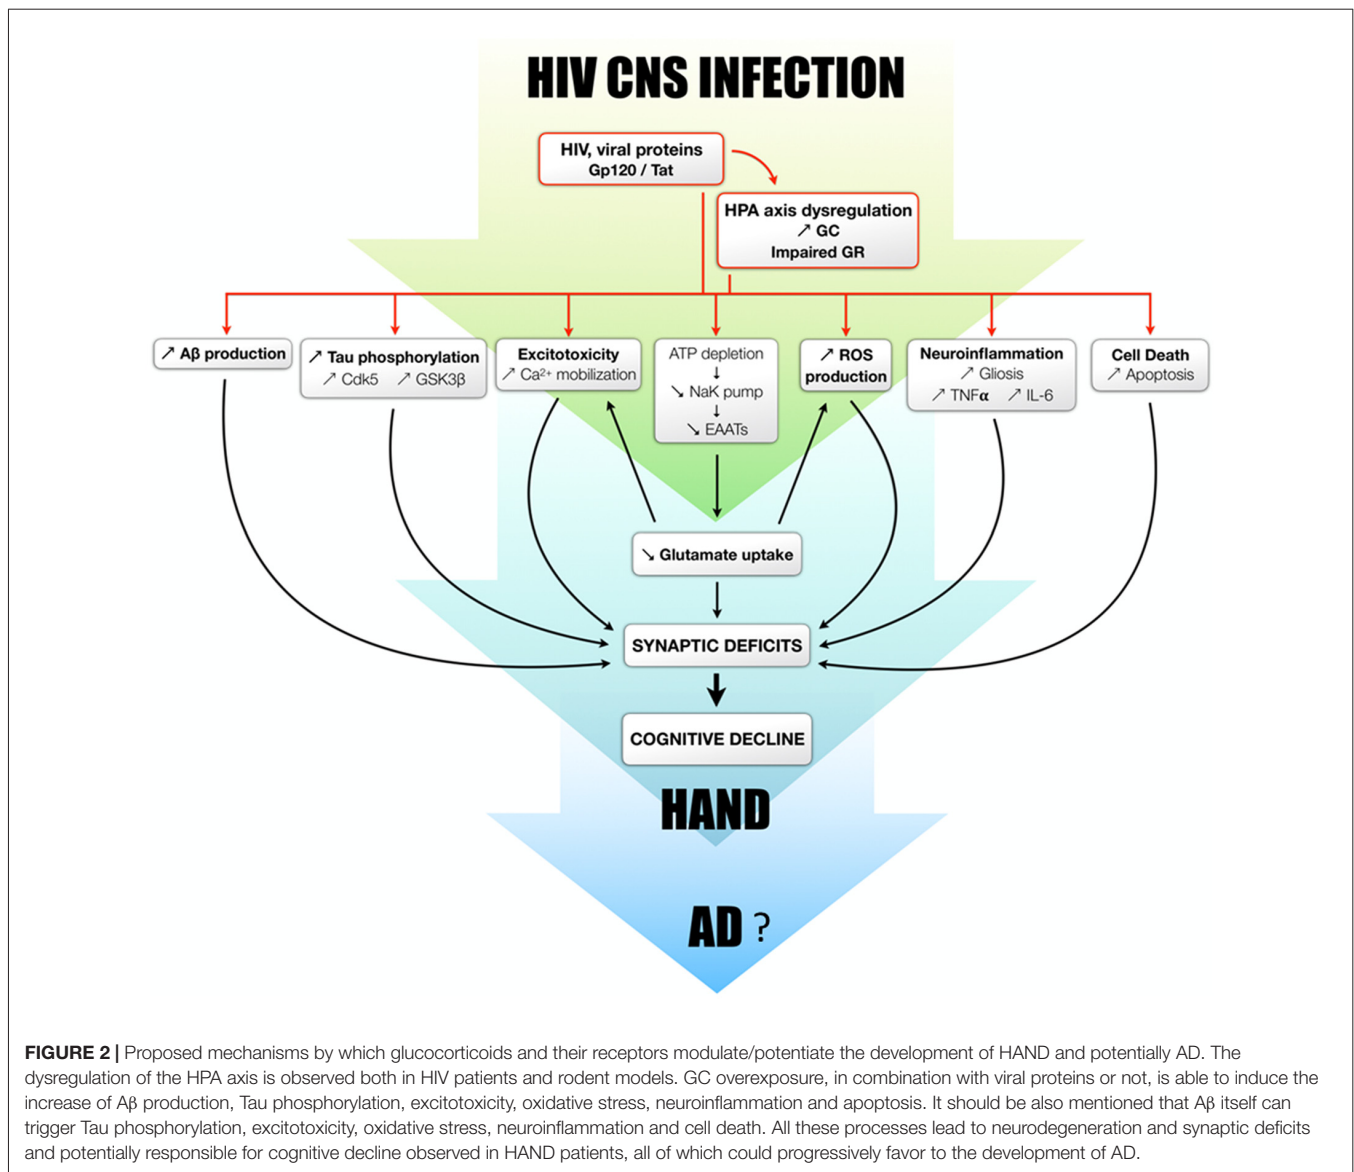 HIV CNS INFECTION
HIV, viral proteins
Gp120 / Tat
HPA axis dysregulation
↗ GC
Impaired GR
↗ Aβ production
↗ Tau phosphorylation
↗ Cdk5 ↗ GSK3β
Excitotoxicity
↗ Ca²⁺ mobilization
ATP depletion
↓
↘ NaK pump
↓
↘ EAATs
↗ ROS
production
Neuroinflammation
↗ Gliosis
↗ TNFα ↗ IL-6
Cell Death
↗ Apoptosis
↘ Glutamate uptake
SYNAPTIC DEFICITS
COGNITIVE DECLINE
HAND
AD ?
FIGURE 2 | Proposed mechanisms by which glucocorticoids and their receptors modulate/potentiate the development of HAND and potentially AD. The
dysregulation of the HPA axis is observed both in HIV patients and rodent models. GC overexposure, in combination with viral proteins or not, is able to induce the
increase of Aβ production, Tau phosphorylation, excitotoxicity, oxidative stress, neuroinflammation and apoptosis. It should be also mentioned that Aβ itself can
trigger Tau phosphorylation, excitotoxicity, oxidative stress, neuroinflammation and cell death. All these processes lead to neurodegeneration and synaptic deficits
and potentially responsible for cognitive decline observed in HAND patients, all of which could progressively favor to the development of AD.